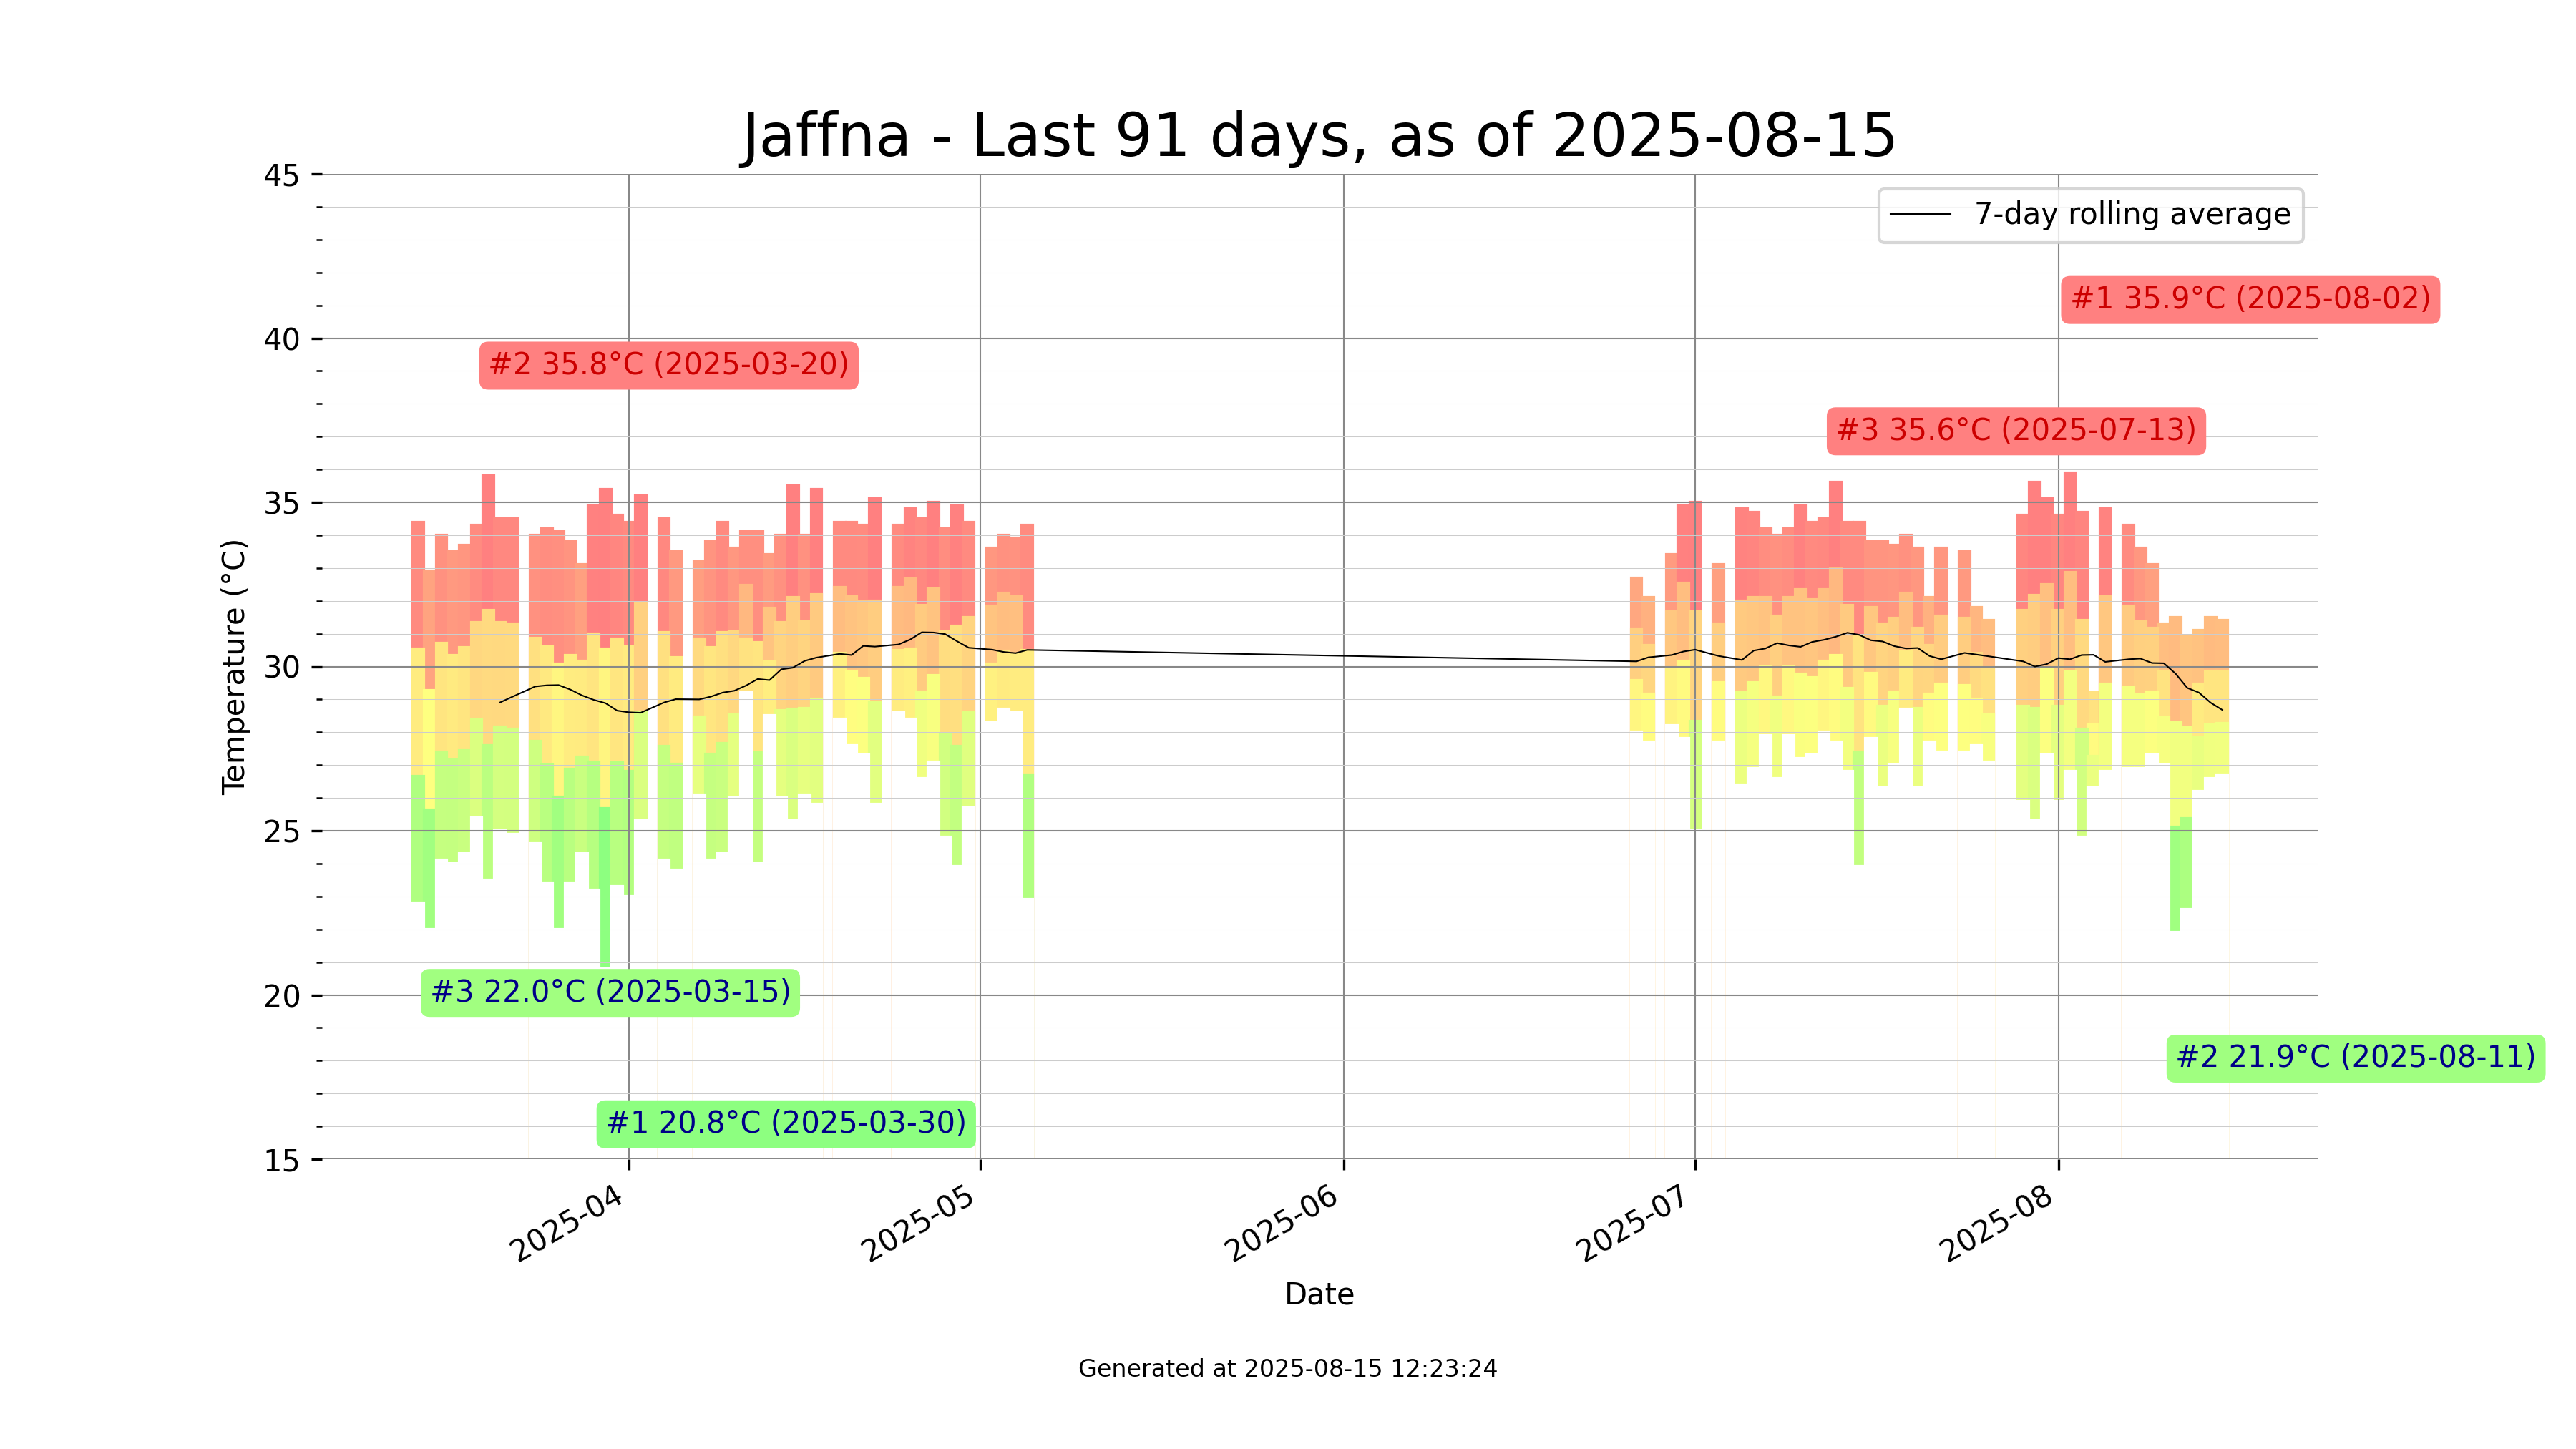 Jaffna - Last 91 days, as of 2025-08-15
45
7-day rolling average
#1 35.9°C (2025-08-02)
40
#2 35.8°C (2025-03-20)
#3 35.6°C (2025-07-13)
35
30
Temperature (°C)
25
20
#3 22.0°C (2025-03-15)
#2 21.9°C (2025-08-11)
#1 20.8°C (2025-03-30)
15
2025-04
2025-05
2025-06
2025-07
2025-08
Date
Generated at 2025-08-15 12:23:24